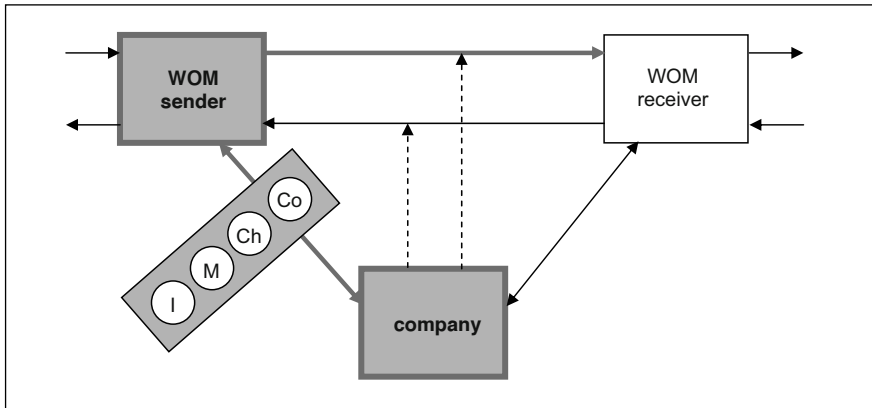 WOM
sender
WOM
receiver
Co
Ch
M
I
company